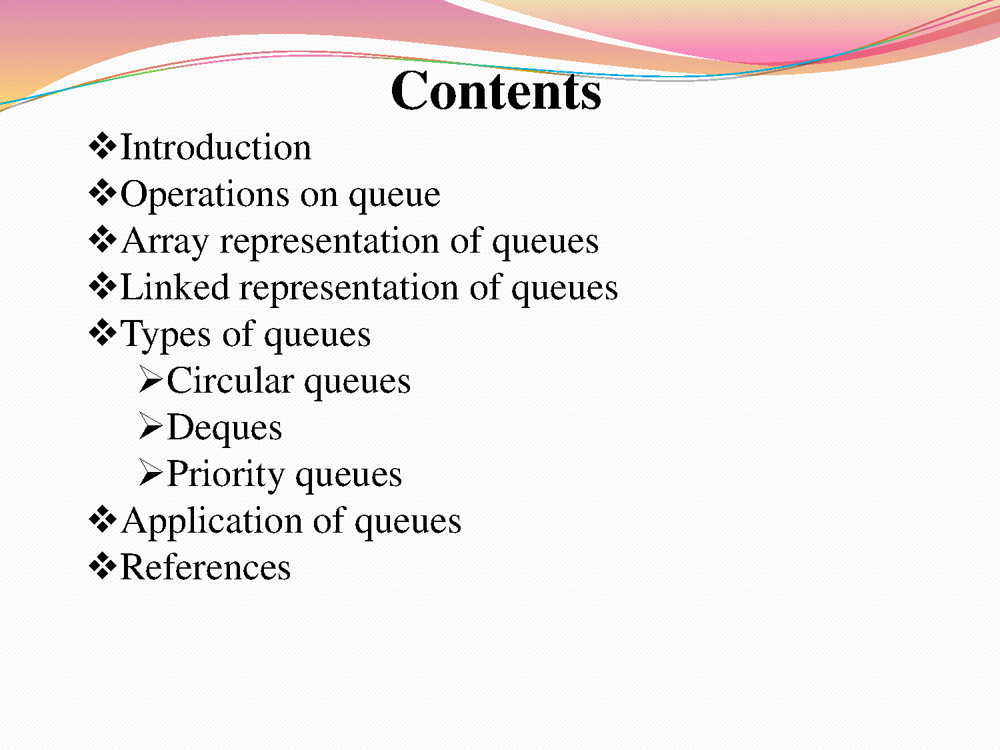 Contents
❖Introduction
❖Operations on queue
❖Array representation of queues
❖Linked representation of queues
❖Types of queues
➢Circular queues
➢Deques
➢Priority queues
❖Application of queues
❖References